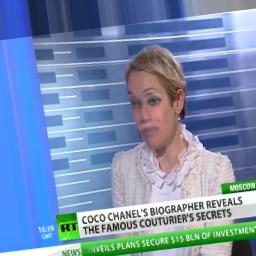 MOSCOW
16:39
GMT
RT
COCO CHANEL'S BIOGRAPHER REVEALS
THE FAMOUS COUTURIER'S SECRETS
NEWS
UNVEILS PLANS SECURE $15 BLN OF INVESTMENT